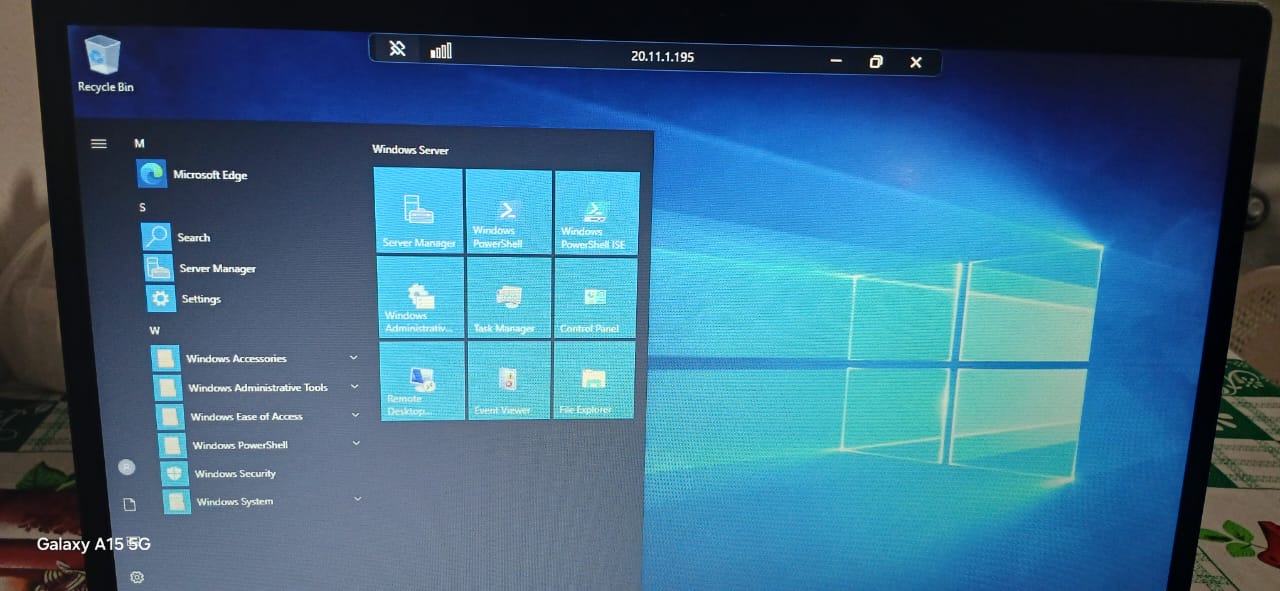 20.11.1.195
Recycle Bin
M
Microsoft Edge
S
Search
Server Manager
Settings
W
Windows Accessories
Windows Administrative Tools
Windows Ease of Access
Windows PowerShell
Windows Security
Windows System
R
Windows Server
Server Manager
Windows
PowerShell
Windows
PowerShell ISE
Windows
Administrativ...
Task Manager
Control Panel
Remote
Desktop...
Event Viewer
File Explorer
Galaxy A15 5G